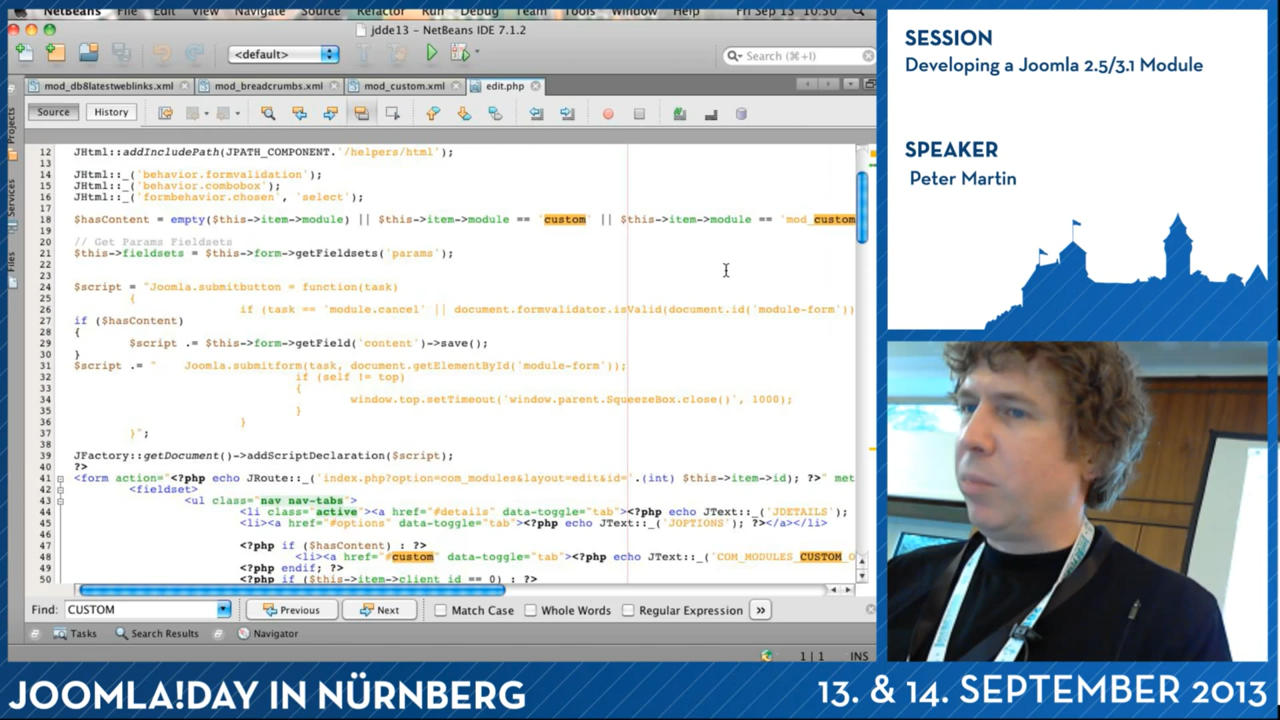 NetBeans File Edit View Navigate Source Refactor Run Debug Team Tools Window Help Fri Sep 13 10:50
jdde13 – NetBeans IDE 7.1.2
<default>
Search (⌘+I)
mod_db8latestweblinks.xml mod_breadcrumbs.xml mod_custom.xml edit.php
Source History
Projects
Services
Files
12 JHtml::addIncludePath(JPATH_COMPONENT.'/helpers/html');
13
14 JHtml::_('behavior.formvalidation');
15 JHtml::_('behavior.combobox');
16 JHtml::_('formbehavior.chosen', 'select');
17
18 $hasContent = empty($this->item->module) || $this->item->module == 'custom' || $this->item->module == 'mod_custom
19
20 // Get Params Fieldsets
21 $this->fieldsets = $this->form->getFieldsets('params');
22
23
24 $script = "Joomla.submitbutton = function(task)
25 {
26 if (task == 'module.cancel' || document.formvalidator.isValid(document.id('module-form'))
27 if ($hasContent)
28 {
29 $script .= $this->form->getField('content')->save();
30 }
31 $script .= " Joomla.submitform(task, document.getElementById('module-form'));
32 if (self != top)
33 {
34 window.top.setTimeout('window.parent.SqueezeBox.close()', 1000);
35 }
36 }
37 }";
38
39 JFactory::getDocument()->addScriptDeclaration($script);
40 ?>
41 <form action="<?php echo JRoute::_('index.php?option=com_modules&layout=edit&id='.(int) $this->item->id); ?>" met
42 <fieldset>
43 <ul class="nav nav-tabs">
44 <li class="active"><a href="#details" data-toggle="tab"><?php echo JText::_('JDETAILS');
45 <li><a href="#options" data-toggle="tab"><?php echo JText::_('JOPTIONS'); ?></a></li>
46
47 <?php if ($hasContent) : ?>
48 <li><a href="#custom" data-toggle="tab"><?php echo JText::_('COM_MODULES_CUSTOM_O
49 <?php endif; ?>
50 <?php if ($this->item->client_id == 0) : ?>
Find: CUSTOM Previous Next Match Case Whole Words Regular Expression »
Tasks Search Results Navigator
1 | 1 INS
SESSION
Developing a Joomla 2.5/3.1 Module
SPEAKER
Peter Martin
JOOMLA!DAY IN NÜRNBERG
13. & 14. SEPTEMBER 2013